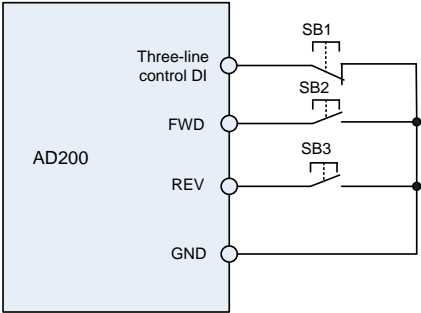 SB1
Three-line
control DI
SB2
FWD
SB3
AD200
REV
GND